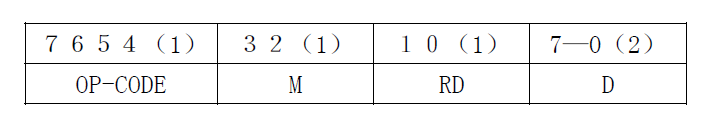 7 6 5 4（1） 3 2（1） 1 0（1） 7—0（2）
OP-CODE M RD D